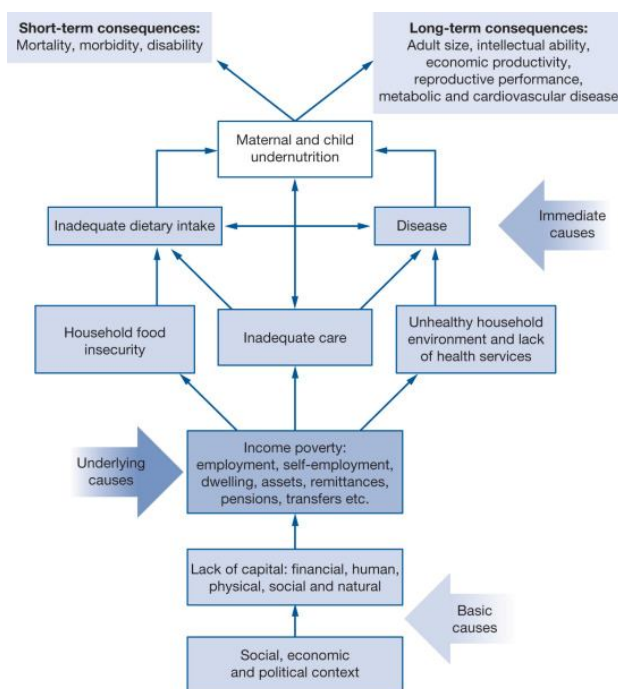 Short-term consequences:
Mortality, morbidity, disability
Long-term consequences:
Adult size, intellectual ability,
economic productivity,
reproductive performance,
metabolic and cardiovascular disease
Maternal and child
undernutrition
Inadequate dietary intake
Disease
Immediate
causes
Household food
insecurity
Inadequate care
Unhealthy household
environment and lack
of health services
Underlying
causes
Income poverty:
employment, self-employment,
dwelling, assets, remittances,
pensions, transfers etc.
Lack of capital: financial, human,
physical, social and natural
Basic
causes
Social, economic
and political context